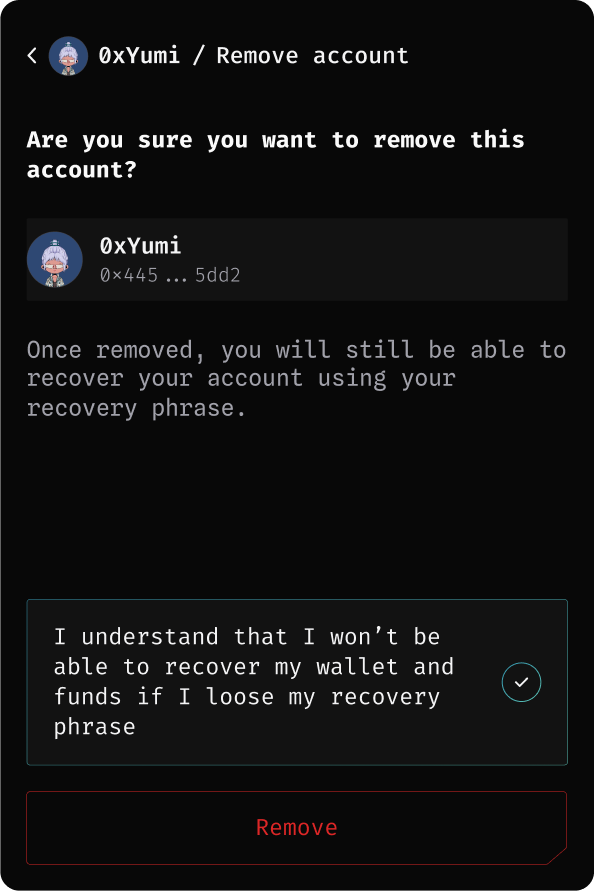 0xYumi / Remove account
Are you sure you want to remove this
account?
0xYumi
0×445...5dd2
Once removed, you will still be able to
recover your account using your
recovery phrase.
I understand that I won’t be
able to recover my wallet and
funds if I loose my recovery
phrase
Remove